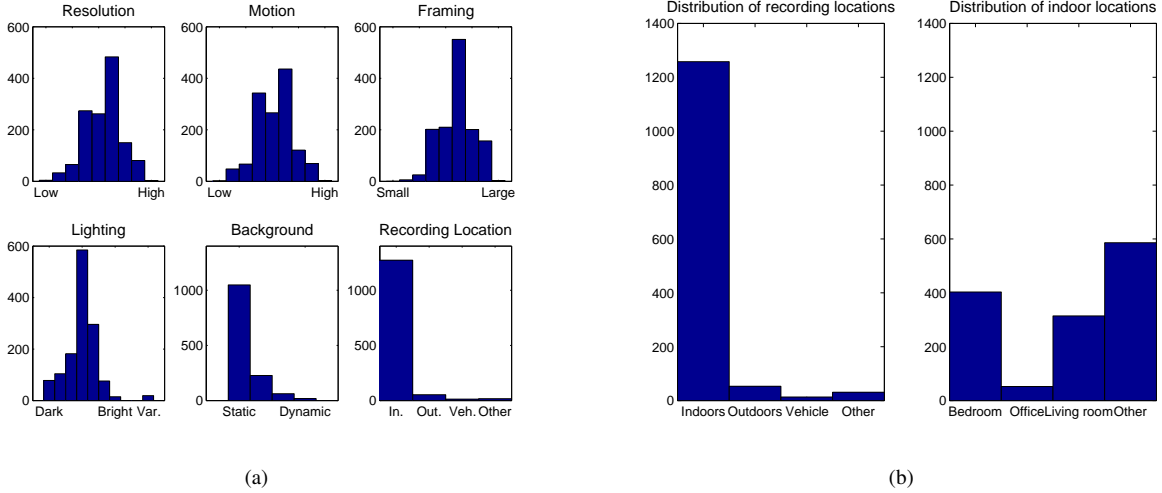 Resolution
600
400
200
0
Low High
Motion
600
400
200
0
Low High
Framing
600
400
200
0
Small Large
Lighting
600
400
200
0
Dark Bright Var.
Background
1000
500
0
Static Dynamic
Recording Location
1000
500
0
In. Out. Veh. Other
(a)
Distribution of recording locations
1400
1200
1000
800
600
400
200
0
Indoors Outdoors Vehicle Other
Distribution of indoor locations
1400
1200
1000
800
600
400
200
0
Bedroom Office Living room Other
(b)